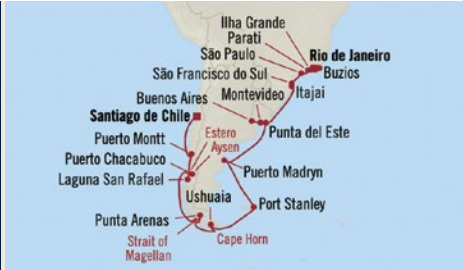 Ilha Grande
Parati
São Paulo
Rio de Janeiro
São Francisco do Sul
Buzios
Itajai
Buenos Aires
Montevideo
Santiago de Chile
Estero
Aysen
Punta del Este
Puerto Montt
Puerto Chacabuco
Laguna San Rafael
Puerto Madryn
Ushuaia
Port Stanley
Punta Arenas
Strait of
Magellan
Cape Horn